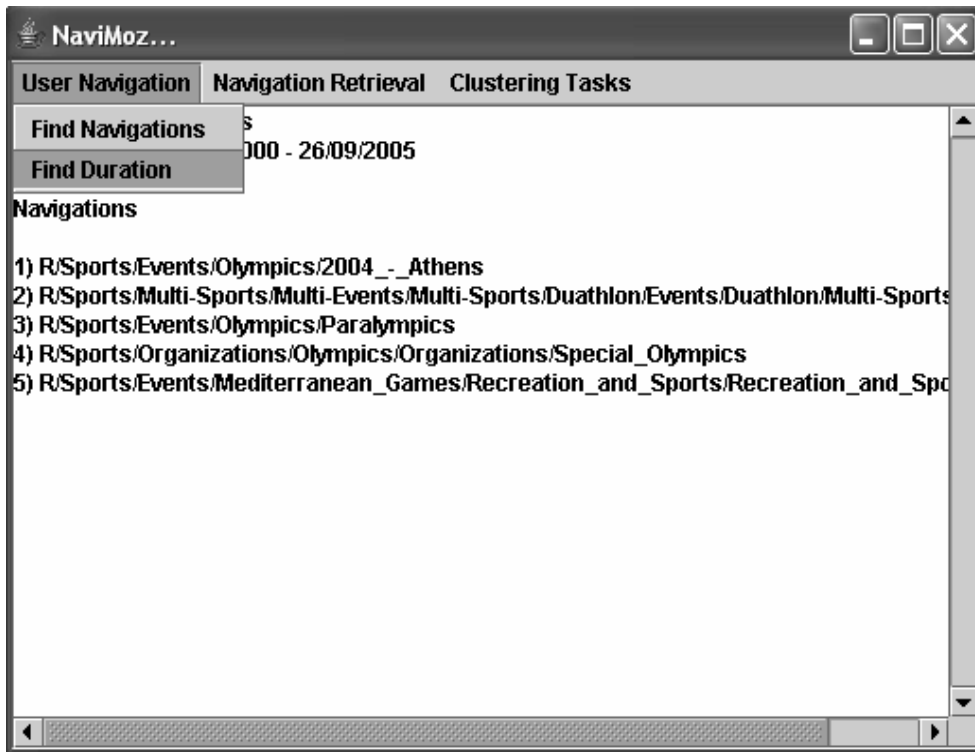 NaviMoz...
User Navigation Navigation Retrieval Clustering Tasks
Find Navigations
Find Duration
- 26/09/2005
Navigations
1) R/Sports/Events/Olympics/2004_-_Athens
2) R/Sports/Multi-Sports/Multi-Events/Multi-Sports/Duathlon/Events/Duathlon/Multi-Sports
3) R/Sports/Events/Olympics/Paralympics
4) R/Sports/Organizations/Olympics/Organizations/Special_Olympics
5) R/Sports/Events/Mediterranean_Games/Recreation_and_Sports/Recreation_and_Spo